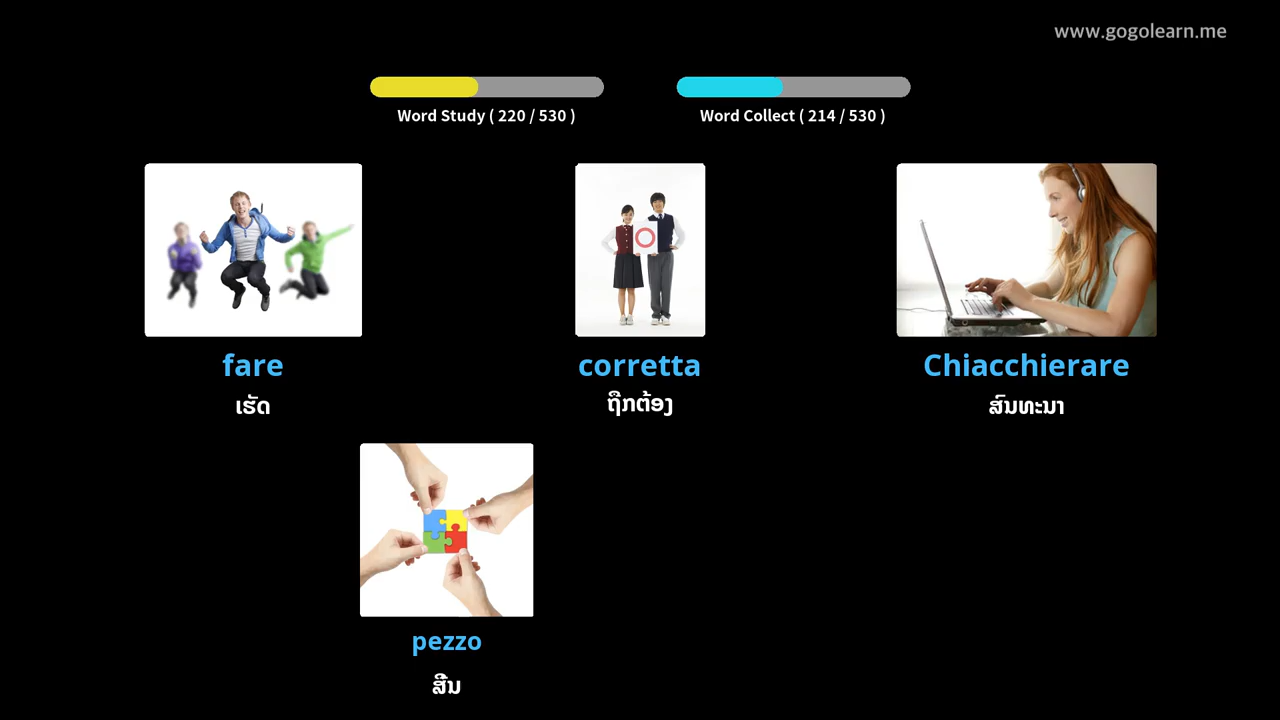 www.gogolearn.me
Word Study ( 220 / 530 )
Word Collect ( 214 / 530 )
fare
corretta
Chiacchierare
ເຮັດ
ຖືກຕ້ອງ
ສົນທະນາ
pezzo
ສີ້ນ